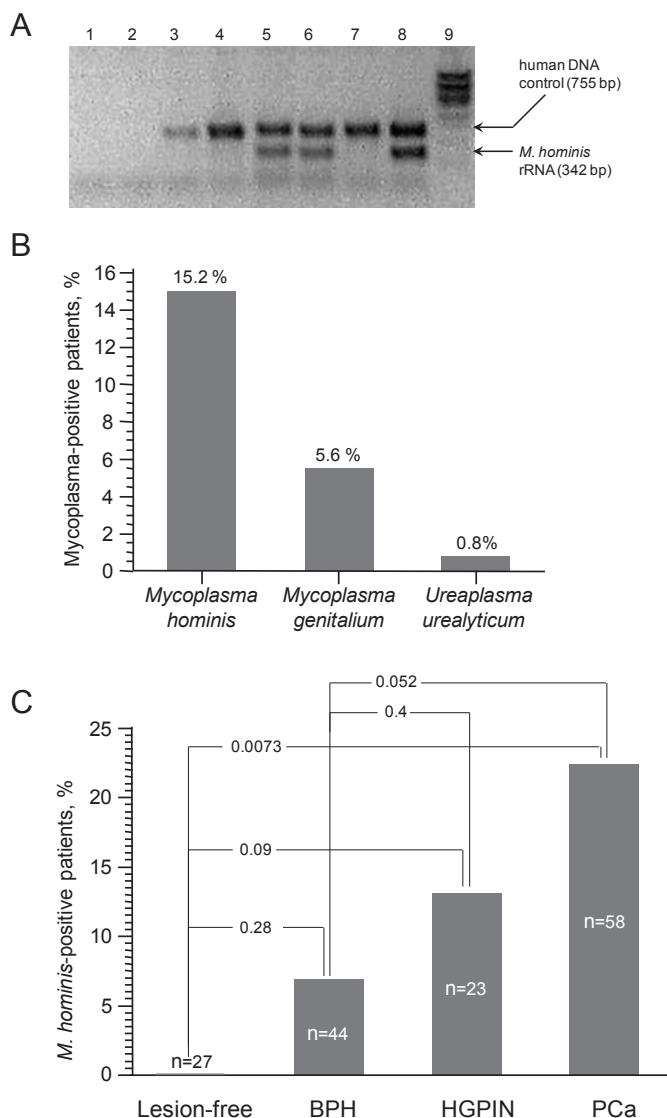 A
1 2 3 4 5 6 7 8 9
human DNA
control (755 bp)
M. hominis
rRNA (342 bp)
B
Mycoplasma-positive patients, %
16
14
12
10
8
6
4
2
0
15.2 %
5.6 %
0.8%
Mycoplasma
hominis
Mycoplasma
genitalium
Ureaplasma
urealyticum
C
M. hominis-positive patients, %
25
20
15
10
5
0
0.052
0.4
0.0073
0.09
0.28
n=27
n=44
n=23
n=58
Lesion-free BPH HGPIN PCa